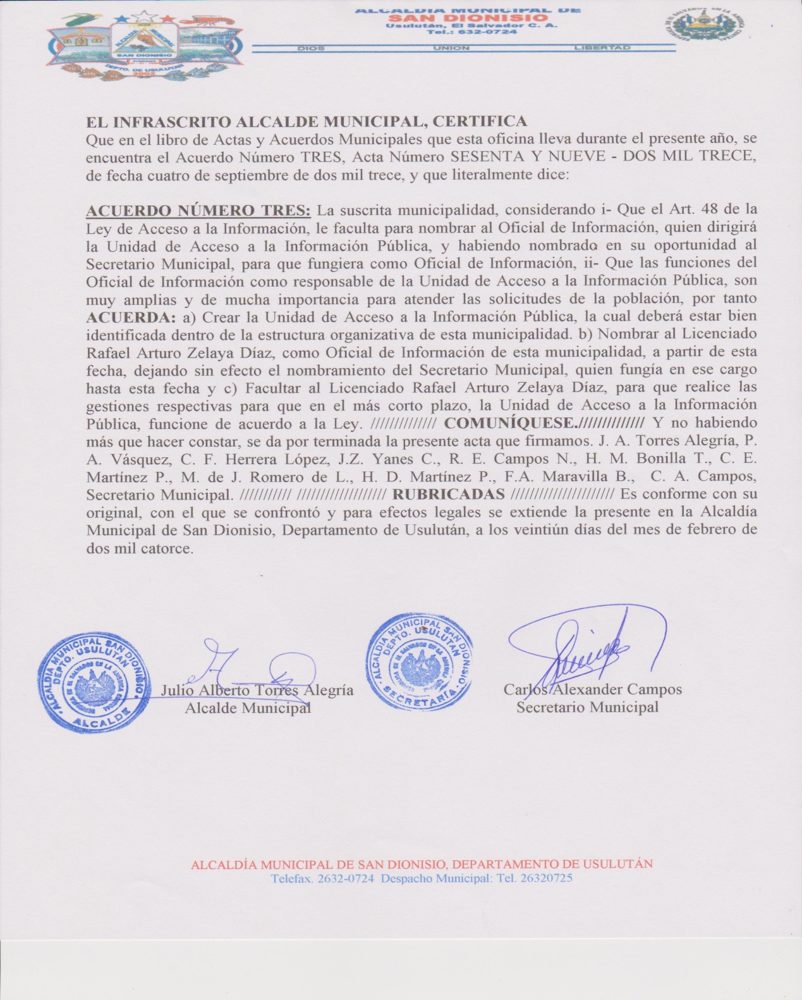 ALCALDIA MUNICIPAL DE
SAN DIONISIO
Usulután, El Salvador C. A.
Tel.: 632-0724
DIOS UNION LIBERTAD
ALCALDIA MUNICIPAL
SAN DIONISIO
DEPTO. DE USULUTAN
2002
EL INFRASCRITO ALCALDE MUNICIPAL, CERTIFICA
Que en el libro de Actas y Acuerdos Municipales que esta oficina lleva durante el presente año, se
encuentra el Acuerdo Número TRES, Acta Número SESENTA Y NUEVE - DOS MIL TRECE,
de fecha cuatro de septiembre de dos mil trece, y que literalmente dice:
ACUERDO NÚMERO TRES: La suscrita municipalidad, considerando i- Que el Art. 48 de la
Ley de Acceso a la Información, le faculta para nombrar al Oficial de Información, quien dirigirá
la Unidad de Acceso a la Información Pública, y habiendo nombrado en su oportunidad al
Secretario Municipal, para que fungiera como Oficial de Información, ii- Que las funciones del
Oficial de Información como responsable de la Unidad de Acceso a la Información Pública, son
muy amplias y de mucha importancia para atender las solicitudes de la población, por tanto
ACUERDA: a) Crear la Unidad de Acceso a la Información Pública, la cual deberá estar bien
identificada dentro de la estructura organizativa de esta municipalidad. b) Nombrar al Licenciado
Rafael Arturo Zelaya Díaz, como Oficial de Información de esta municipalidad, a partir de esta
fecha, dejando sin efecto el nombramiento del Secretario Municipal, quien fungía en ese cargo
hasta esta fecha y c) Facultar al Licenciado Rafael Arturo Zelaya Díaz, para que realice las
gestiones respectivas para que en el más corto plazo, la Unidad de Acceso a la Información
Pública, funcione de acuerdo a la Ley. ////////////// COMUNÍQUESE.////////////// Y no habiendo
más que hacer constar, se da por terminada la presente acta que firmamos. J. A. Torres Alegría, P.
A. Vásquez, C. F. Herrera López, J.Z. Yanes C., R. E. Campos N., H. M. Bonilla T., C. E.
Martínez P., M. de J. Romero de L., H. D. Martínez P., F.A. Maravilla B., C. A. Campos,
Secretario Municipal. /////////// /////////////////// RUBRICADAS ////////////////////// Es conforme con su
original, con el que se confrontó y para efectos legales se extiende la presente en la Alcaldía
Municipal de San Dionisio, Departamento de Usulután, a los veintiún días del mes de febrero de
dos mil catorce.
ALCALDIA MUNICIPAL SAN DIONISIO
DEPTO. USULUTAN
ALCALDE
Julio Alberto Torres Alegría
Alcalde Municipal
ALCALDIA MUNICIPAL SAN DIONISIO
DEPTO. USULUTAN
SECRETARIA
Carlos Alexander Campos
Secretario Municipal
ALCALDÍA MUNICIPAL DE SAN DIONISIO, DEPARTAMENTO DE USULUTÁN
Telefax. 2632-0724 Despacho Municipal: Tel. 26320725